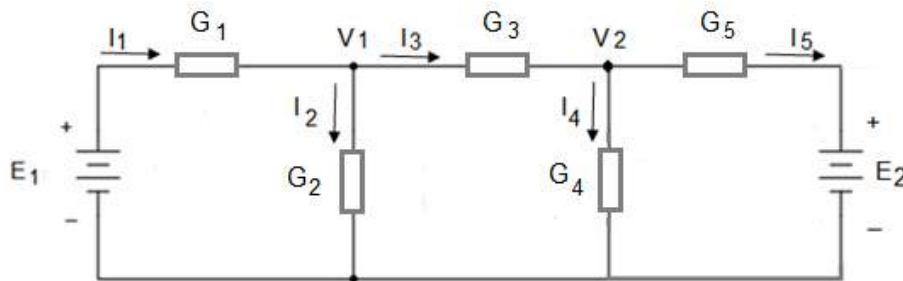 I1 G1 V1 I3 G3 V2 G5 I5
I2 I4
+ +
E1 G2 G4 E2
− −